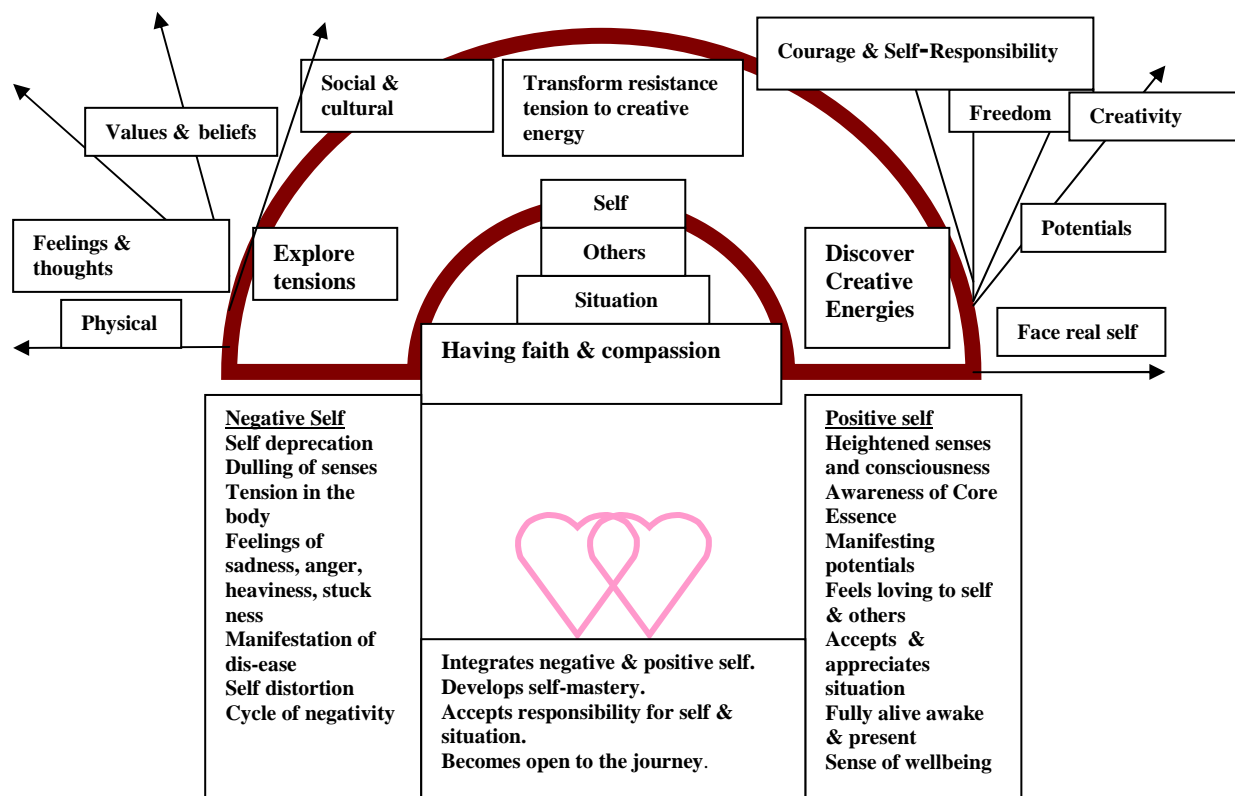 Courage & Self-Responsibility
Social &
cultural
Transform resistance
tension to creative
energy
Values & beliefs
Freedom
Creativity
Feelings &
thoughts
Explore
tensions
Self
Others
Situation
Discover
Creative
Energies
Potentials
Physical
Having faith & compassion
Face real self
Negative Self
Self deprecation
Dulling of senses
Tension in the
body
Feelings of
sadness, anger,
heaviness, stuck
ness
Manifestation of
dis-ease
Self distortion
Cycle of negativity
Integrates negative & positive self.
Develops self-mastery.
Accepts responsibility for self &
situation.
Becomes open to the journey.
Positive self
Heightened senses
and consciousness
Awareness of Core
Essence
Manifesting
potentials
Feels loving to self
& others
Accepts &
appreciates
situation
Fully alive awake
& present
Sense of wellbeing